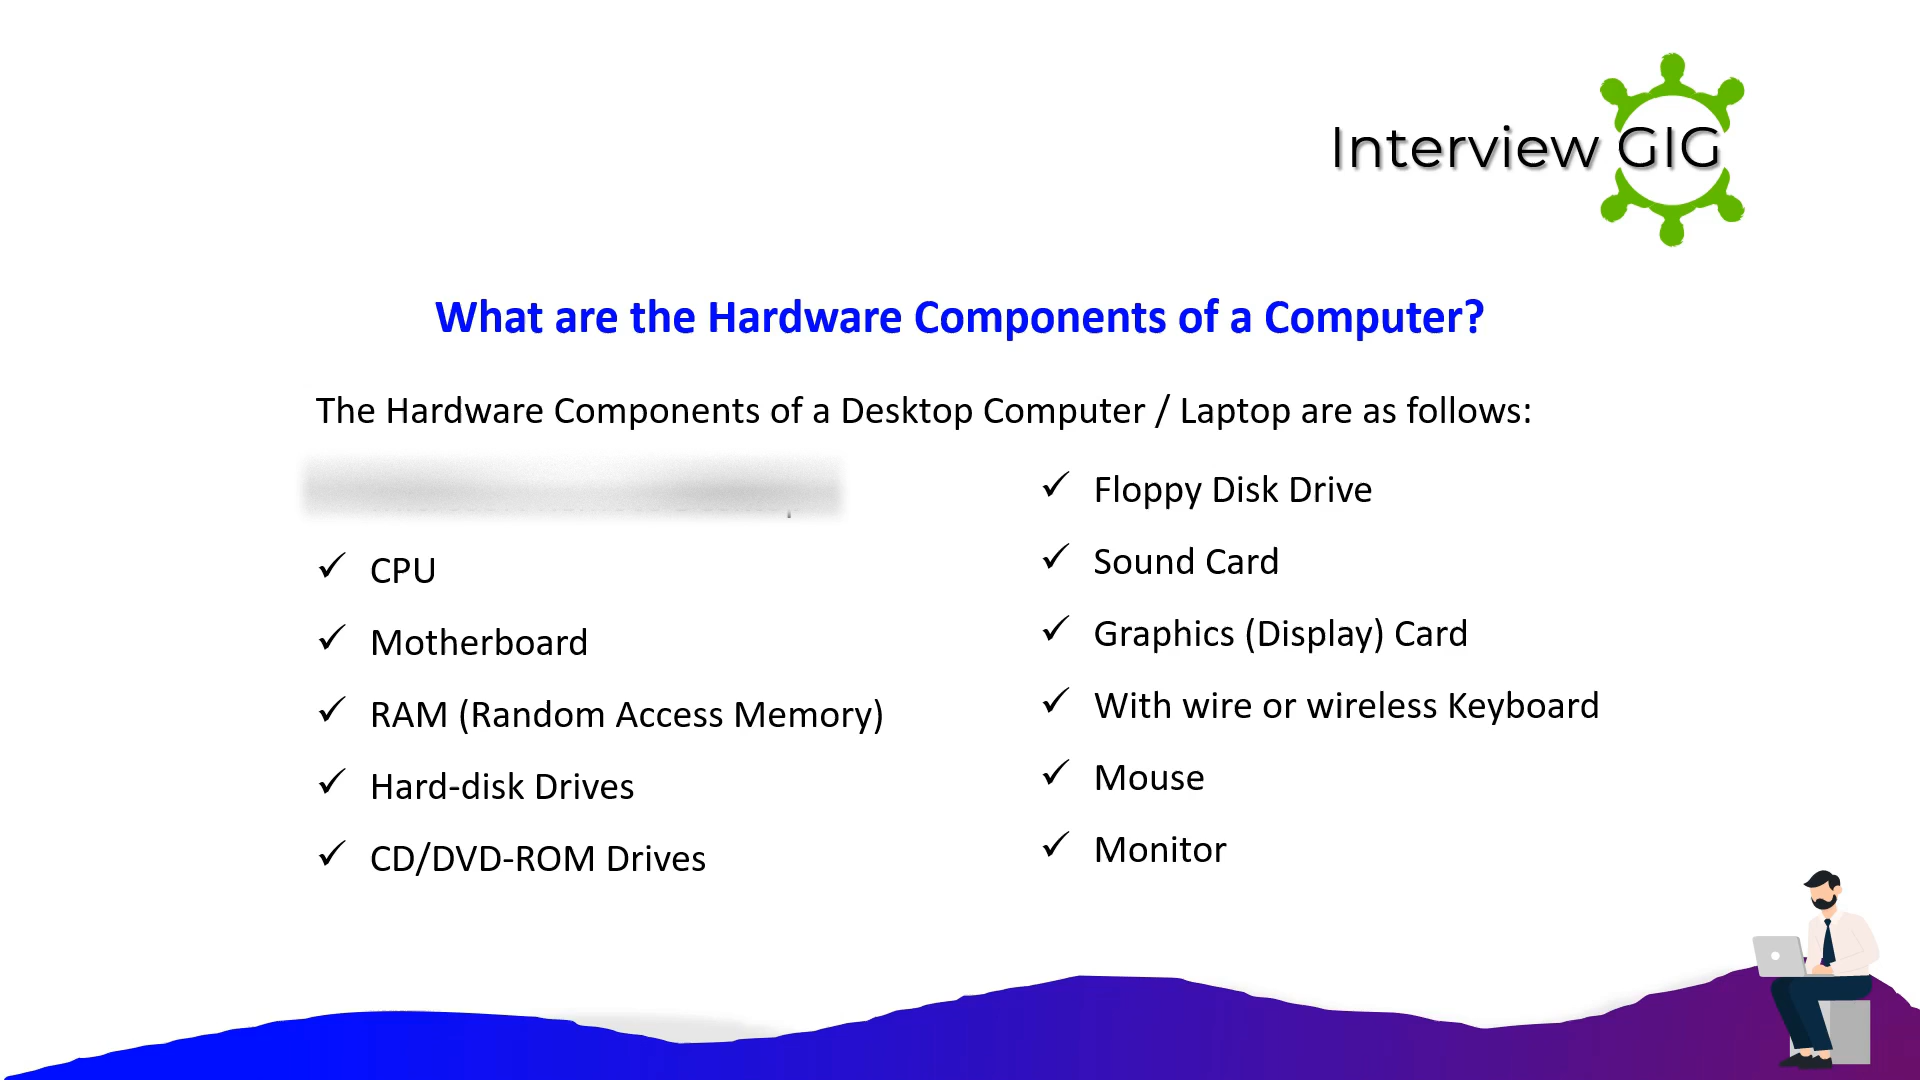 Interview GIG
What are the Hardware Components of a Computer?
The Hardware Components of a Desktop Computer / Laptop are as follows:
✓ CPU
✓ Motherboard
✓ RAM (Random Access Memory)
✓ Hard-disk Drives
✓ CD/DVD-ROM Drives
✓ Floppy Disk Drive
✓ Sound Card
✓ Graphics (Display) Card
✓ With wire or wireless Keyboard
✓ Mouse
✓ Monitor